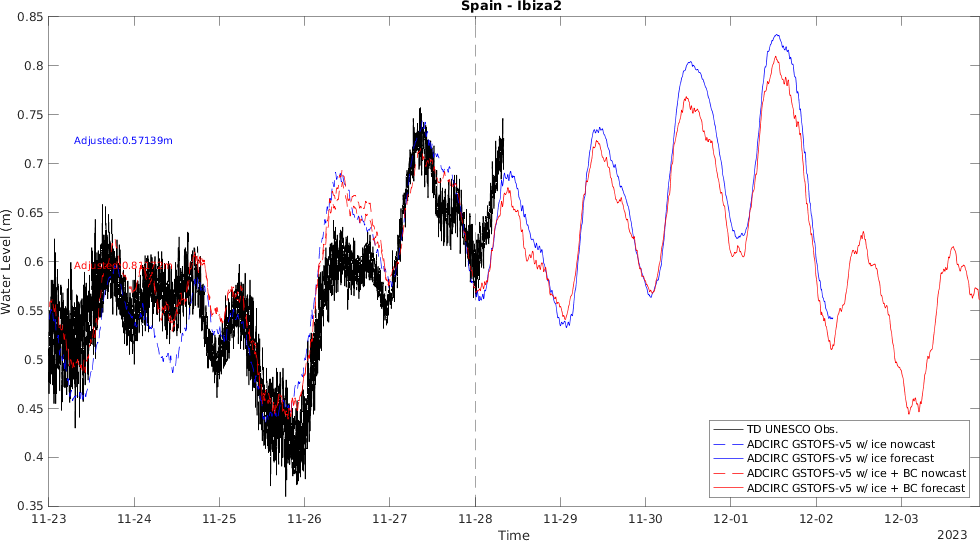 Spain - Ibiza2
0.85
0.8
0.75
0.7
0.65
0.6
0.55
0.5
0.45
0.4
0.35
Water Level (m)
Adjusted:0.57139m
TD UNESCO Obs.
ADCIRC GSTOFS-v5 w/ ice nowcast
ADCIRC GSTOFS-v5 w/ ice forecast
ADCIRC GSTOFS-v5 w/ ice + BC nowcast
ADCIRC GSTOFS-v5 w/ ice + BC forecast
11-23 11-24 11-25 11-26 11-27 11-28 11-29 11-30 12-01 12-02 12-03
Time
2023